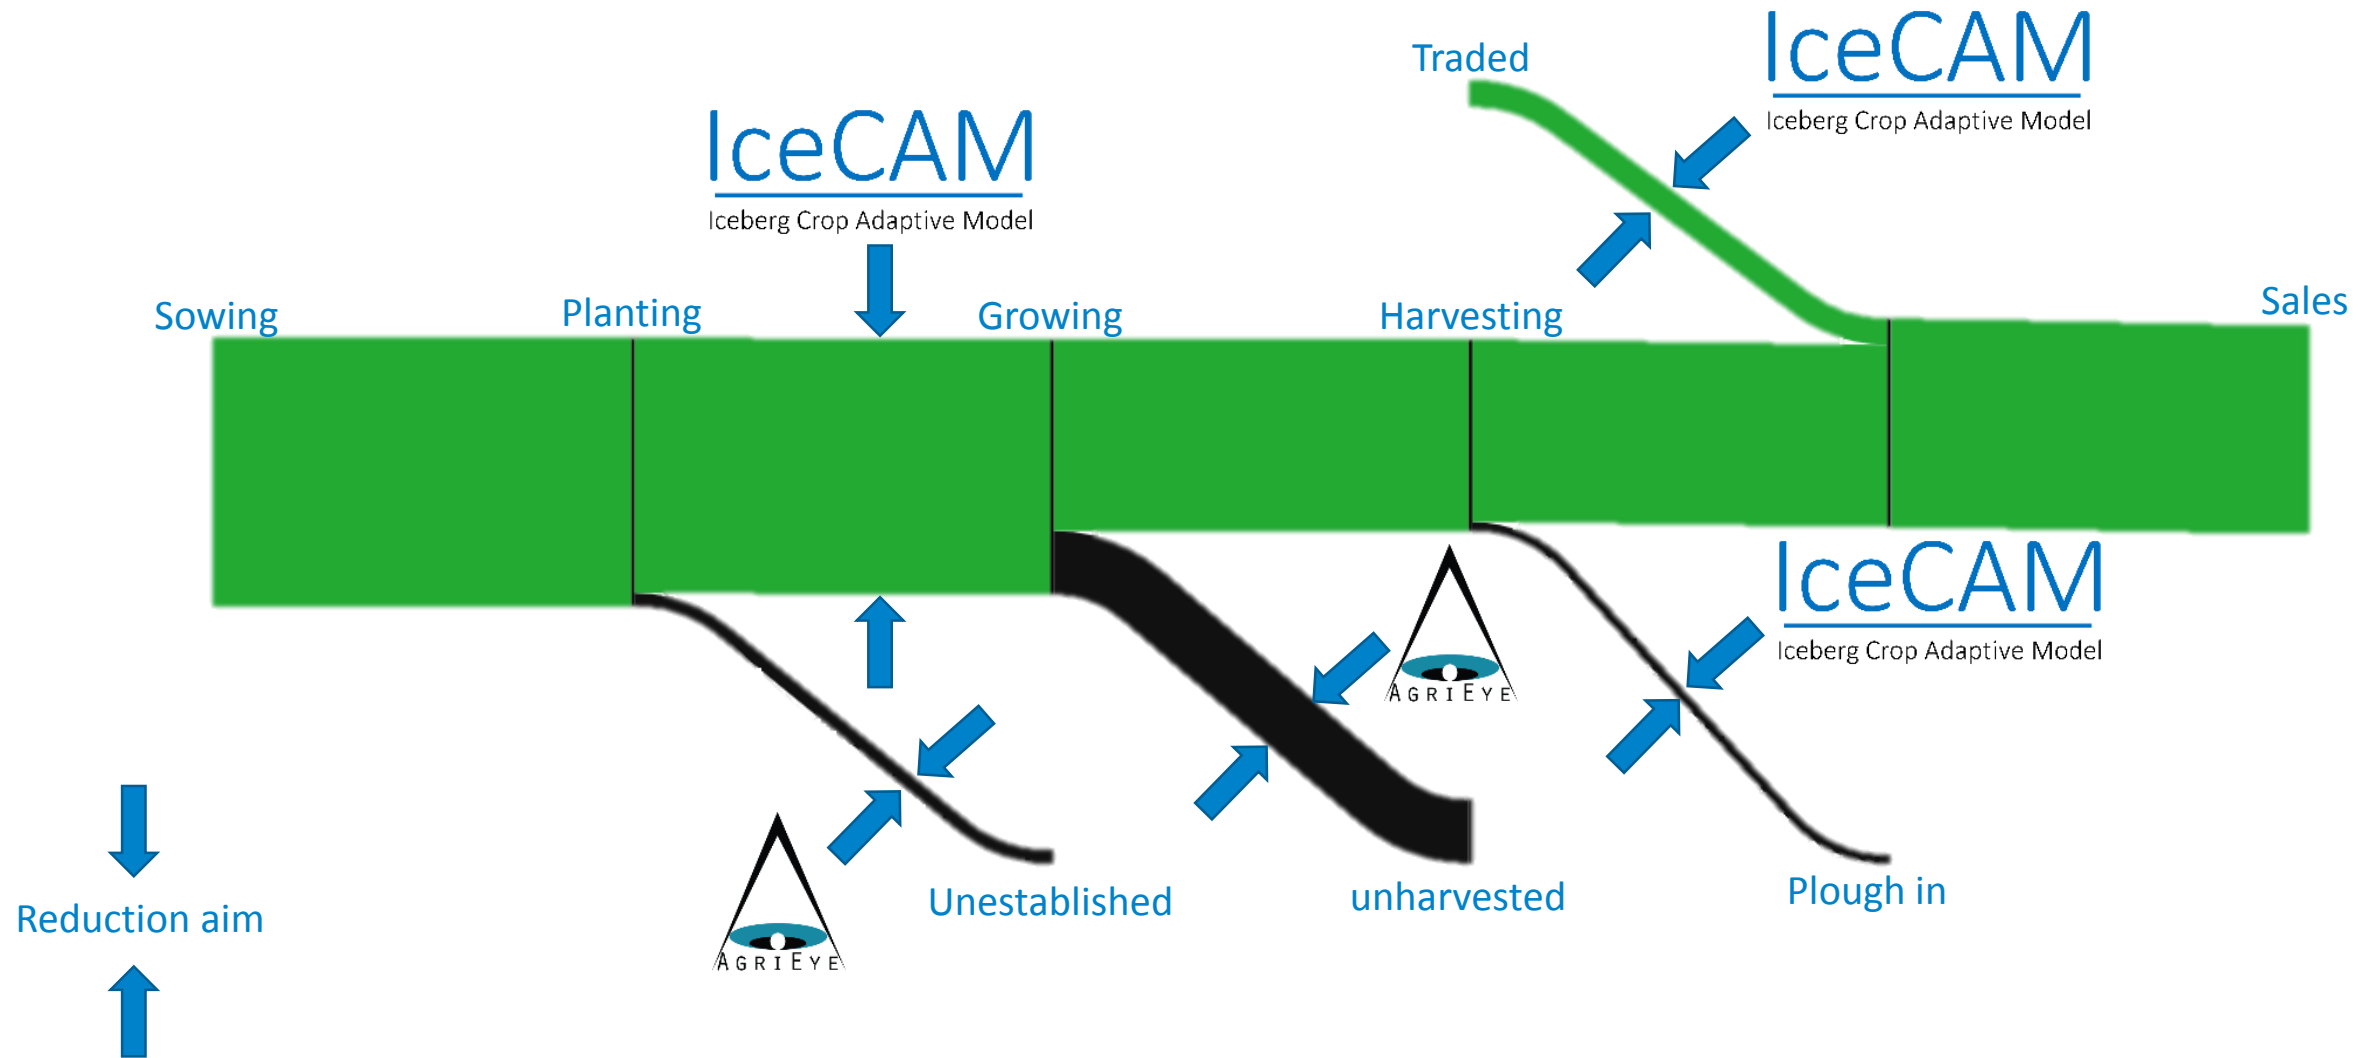 Traded
IceCAM
Iceberg Crop Adaptive Model
IceCAM
Iceberg Crop Adaptive Model
Sowing
Planting
Growing
Harvesting
Sales
IceCAM
Iceberg Crop Adaptive Model
AGRIEYE
Unestablished
unharvested
Plough in
Reduction aim
AGRIEYE